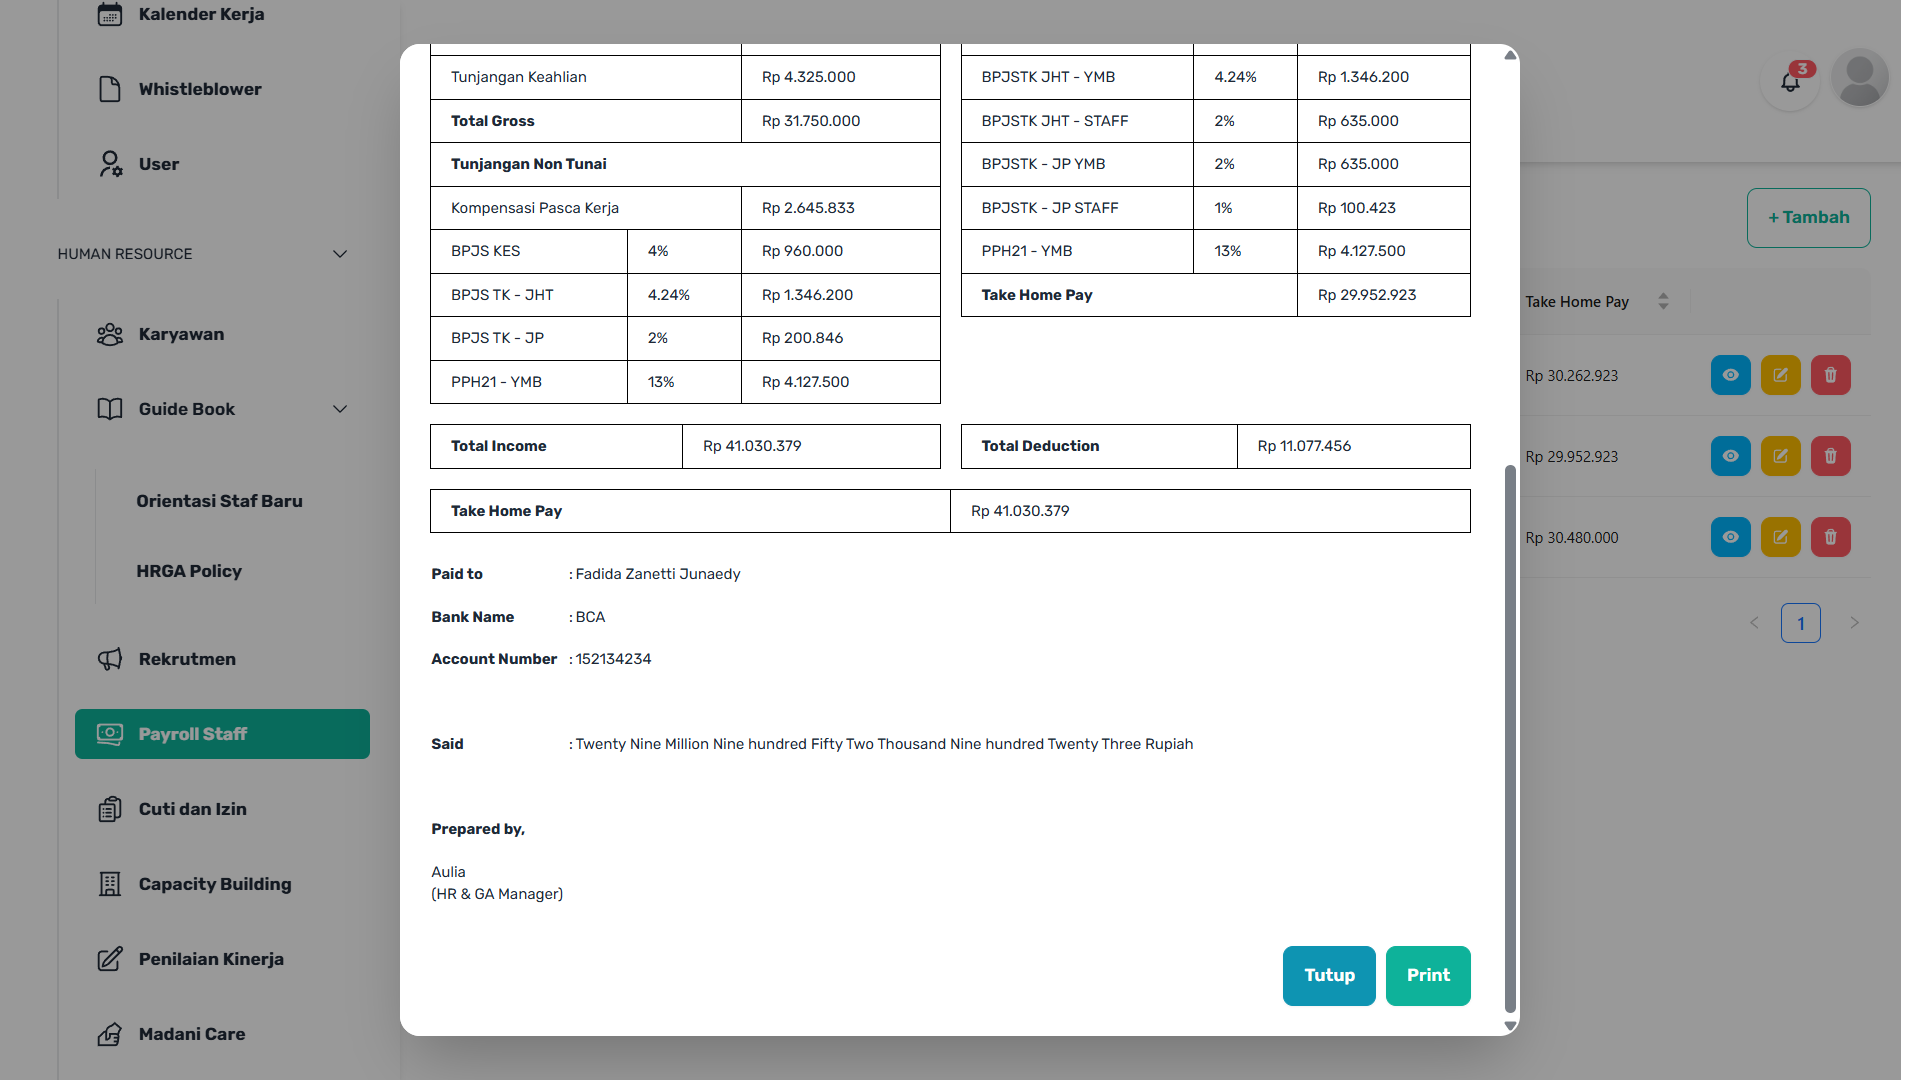 Kalender Kerja
Whistleblower
User
HUMAN RESOURCE
Karyawan
Guide Book
Orientasi Staf Baru
HRGA Policy
Rekrutmen
Payroll Staff
Cuti dan Izin
Capacity Building
Penilaian Kinerja
Madani Care
Tunjangan Keahlian Rp 4.325.000
Total Gross Rp 31.750.000
Tunjangan Non Tunai
Kompensasi Pasca Kerja Rp 2.645.833
BPJS KES 4% Rp 960.000
BPJS TK - JHT 4.24% Rp 1.346.200
BPJS TK - JP 2% Rp 200.846
PPH21 - YMB 13% Rp 4.127.500
BPJSTK JHT - YMB 4.24% Rp 1.346.200
BPJSTK JHT - STAFF 2% Rp 635.000
BPJSTK - JP YMB 2% Rp 635.000
BPJSTK - JP STAFF 1% Rp 100.423
PPH21 - YMB 13% Rp 4.127.500
Take Home Pay Rp 29.952.923
Total Income Rp 41.030.379
Total Deduction Rp 11.077.456
Take Home Pay Rp 41.030.379
Paid to : Fadida Zanetti Junaedy
Bank Name : BCA
Account Number : 152134234
Said : Twenty Nine Million Nine hundred Fifty Two Thousand Nine hundred Twenty Three Rupiah
Prepared by,
Aulia
(HR & GA Manager)
Tutup Print
3
+ Tambah
Take Home Pay
Rp 30.262.923
Rp 29.952.923
Rp 30.480.000
< 1 >